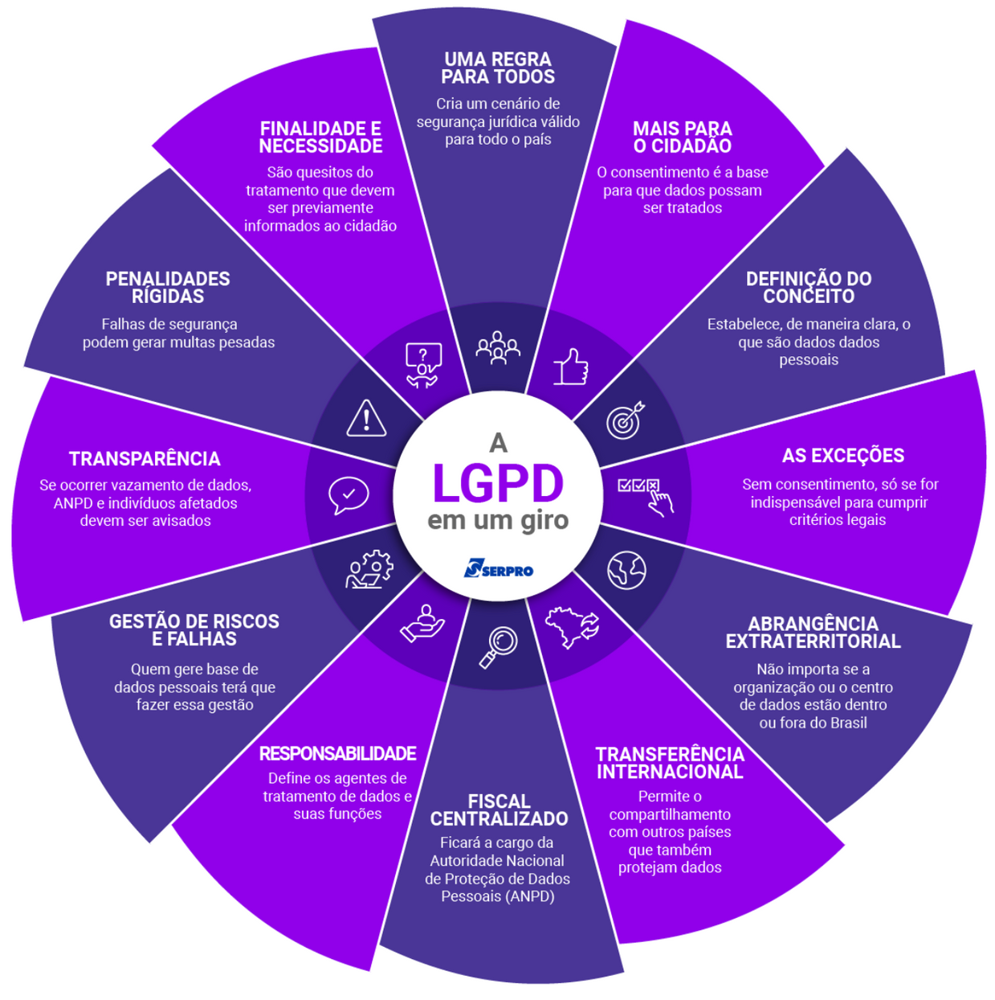 UMA REGRA
PARA TODOS
Cria um cenário de
segurança jurídica válido
para todo o país
MAIS PARA
O CIDADÃO
O consentimento é a base
para que dados possam
ser tratados
DEFINIÇÃO DO
CONCEITO
Estabelece, de maneira clara, o
que são dados dados
pessoais
AS EXCEÇÕES
Sem consentimento, só se for
indispensável para cumprir
critérios legais
ABRANGÊNCIA
EXTRATERRITORIAL
Não importa se a
organização ou o centro
de dados estão dentro
ou fora do Brasil
TRANSFERÊNCIA
INTERNACIONAL
Permite o
compartilhamento
com outros países
que também
protejam dados
FISCAL
CENTRALIZADO
Ficará a cargo da
Autoridade Nacional
de Proteção de Dados
Pessoais (ANPD)
RESPONSABILIDADE
Define os agentes de
tratamento de dados e
suas funções
GESTÃO DE RISCOS
E FALHAS
Quem gere base de
dados pessoais terá que
fazer essa gestão
TRANSPARÊNCIA
Se ocorrer vazamento de dados,
ANPD e indivíduos afetados
devem ser avisados
PENALIDADES
RÍGIDAS
Falhas de segurança
podem gerar multas pesadas
FINALIDADE E
NECESSIDADE
São quesitos do
tratamento que devem
ser previamente
informados ao cidadão
?
A
LGPD
em um giro
SERPRO